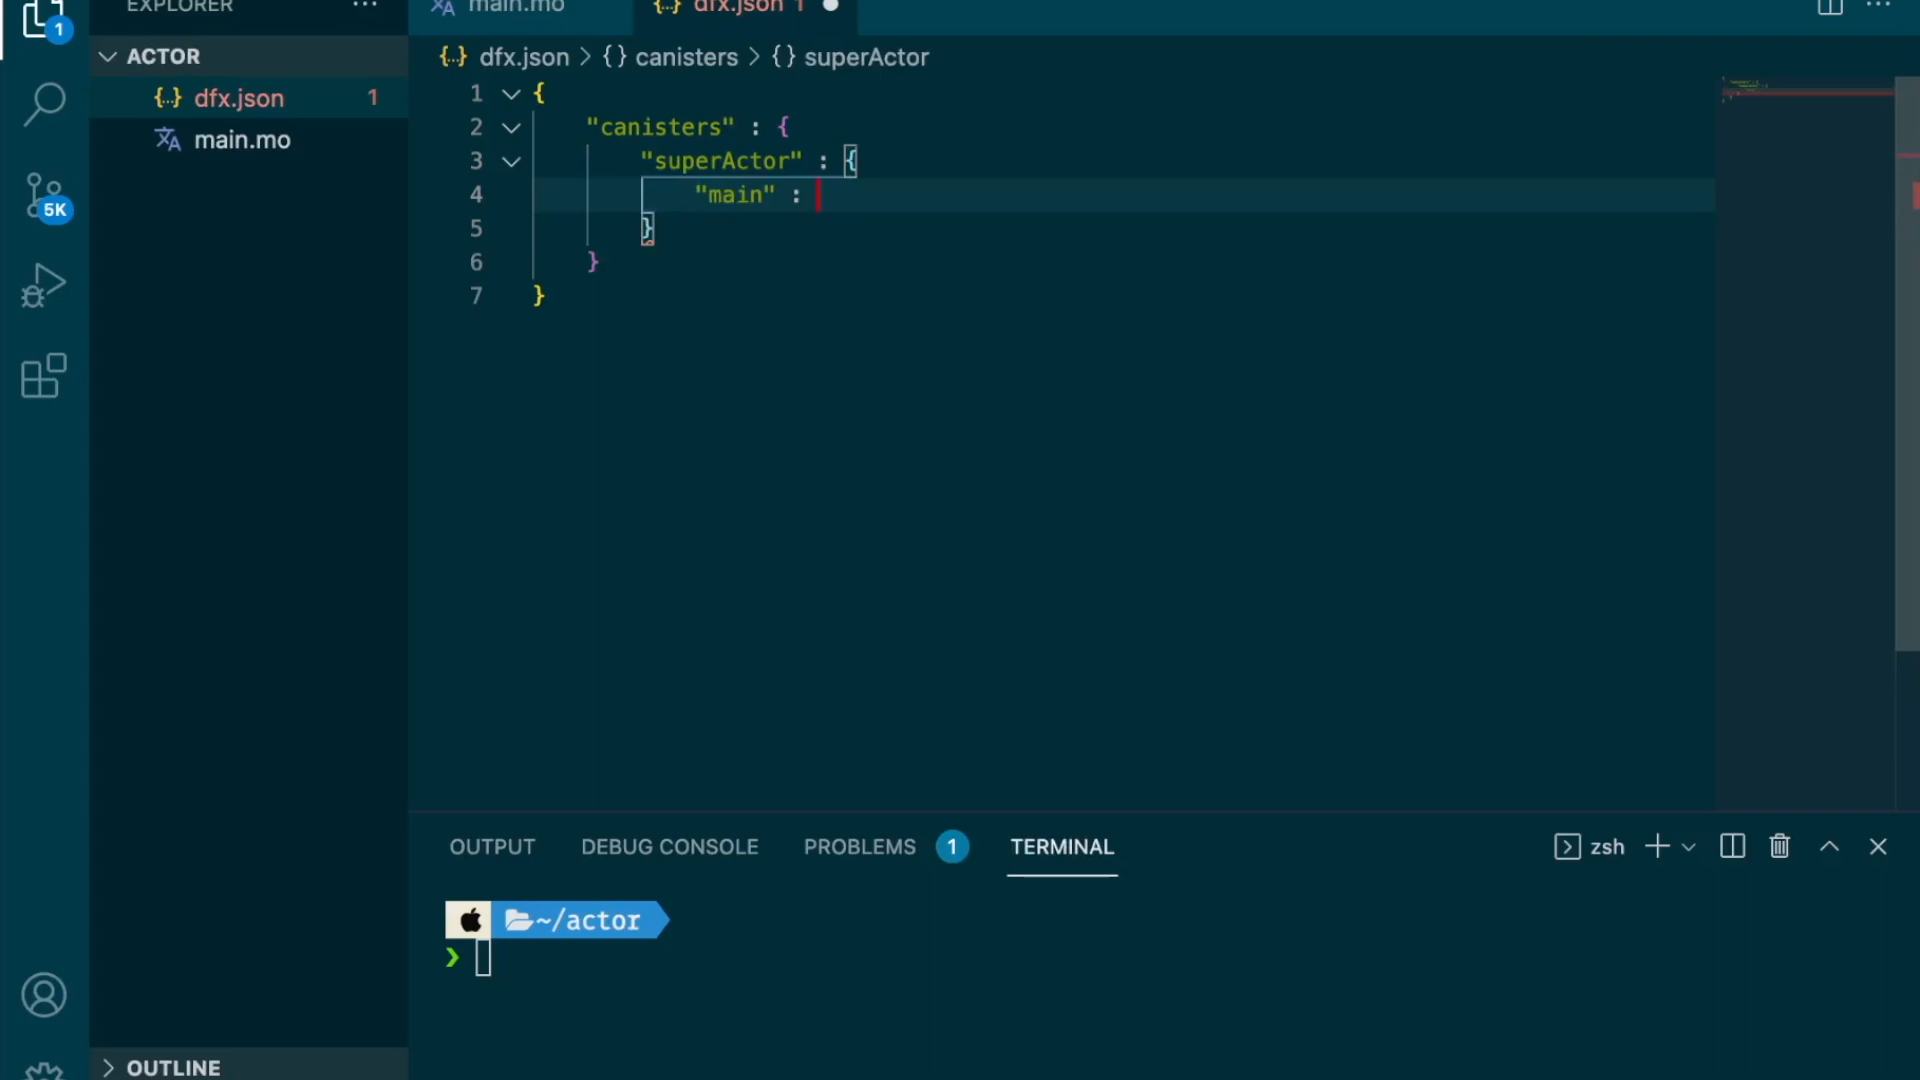 EXPLORER
1
ACTOR
dfx.json 1
main.mo
5K
OUTLINE
main.mo
dfx.json 1
{..} dfx.json > {} canisters > {} superActor
1 {
2 "canisters" : {
3 "superActor" : {
4 "main" :
5 }
6 }
7 }
OUTPUT DEBUG CONSOLE PROBLEMS 1 TERMINAL
zsh
~/actor
❯